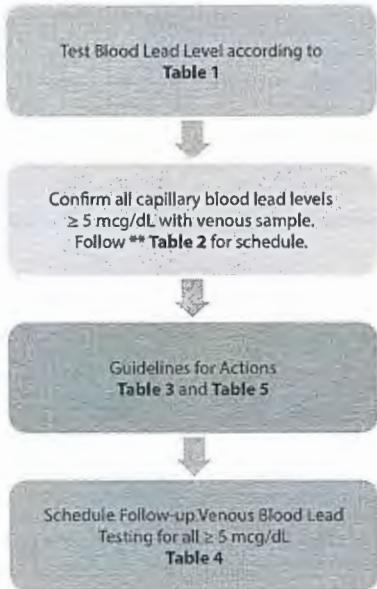 Test Blood Lead Level according to
Table 1
Confirm all capillary blood lead levels
≥ 5 mcg/dL with venous sample.
Follow ** Table 2 for schedule.
Guidelines for Actions
Table 3 and Table 5
Schedule Follow-up Venous Blood Lead
Testing for all ≥ 5 mcg/dL
Table 4